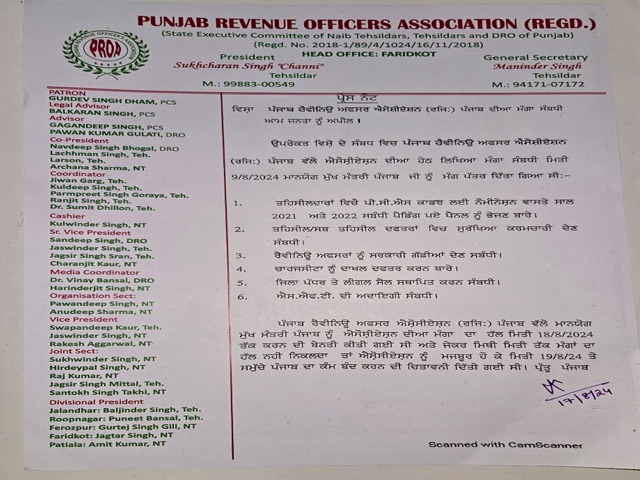 PUNJAB REVENUE OFFICERS ASSOCIATION (REGD.)
(State Executive Committee of Naib Tehsildars, Tehsildars and DRO of Punjab)
(Regd. No. 2018-1/89/4/1024/16/11/2018)
HEAD OFFICE: FARIDKOT
PROA
President
Sukhcharan Singh "Channi"
Tehsildar
M.: 99883-00549
General Secretary
Maninder Singh
Tehsildar
M.: 94171-07172
PATRON
GURDEV SINGH DHAM, PCS
Legal Advisor
BALKARAN SINGH, PCS
Advisor
GAGANDEEP SINGH, PCS
PAWAN KUMAR GULATI, DRO
Co-President
Navdeep Singh Bhogal, DRO
Lachhman Singh, Teh.
Larson, Teh.
Archana Sharma, NT
Coordinator
Jiwan Garg, Teh.
Kuldeep Singh, Teh.
Parmpreet Singh Goraya, Teh.
Ranjit Singh, Teh.
Dr. Sumit Dhillon, Teh.
Cashier
Kulwinder Singh, NT
Sr. Vice President
Sandeep Singh, DRO
Jaswinder Singh, Teh.
Jagsir Singh Sran, Teh.
Charanjit Kaur, NT
Media Coordinator
Dr. Vinay Bansal, DRO
Harinderjit Singh, NT
Organisation Sect:
Pawandeep Singh, NT
Anudeep Sharma, NT
Vice President
Swapandeep Kaur, Teh.
Jaswinder Singh, NT
Rakesh Aggarwal, NT
Joint Sect:
Sukhwinder Singh, NT
Hirdeypal Singh, NT
Raj Kumar, NT
Jagsir Singh Mittal, Teh.
Santokh Singh Takhi, NT
Divisional President
Jalandhar: Baljinder Singh, Teh.
Roopnagar: Puneet Bansal, Teh.
Ferozpur: Gurtej Singh Gill, NT
Faridkot: Jagtar Singh, NT
Patiala: Amit Kumar, NT
ਪ੍ਰੈਸ ਨੋਟ
ਵਿਸ਼ਾ ਪੰਜਾਬ ਰੈਵੀਨਿਊ ਅਫਸਰ ਐਸੋਸ਼ੀਏਸ਼ਨ (ਰਜਿ:) ਪੰਜਾਬ ਦੀਆ ਮੰਗਾ ਸੰਬਧੀ
ਆਮ ਜਨਤਾ ਨੂੰ ਅਪੀਲ।
ਉਪਰੋਕਤ ਵਿਸ਼ੇ ਦੇ ਸੰਬਧ ਵਿਚ ਪੰਜਾਬ ਰੈਵੀਨਿਊ ਅਫਸਰ ਐਸੋਸ਼ੀਏਸ਼ਨ
(ਰਜਿ:) ਪੰਜਾਬ ਵੱਲੋਂ ਐਸੋਸੀਏਸ਼ਨ ਦੀਆ ਹੇਠ ਲਿਖਿਆ ਮੰਗਾ ਸੰਬਧੀ ਮਿਤੀ
9/8/2024 ਮਾਨਯੋਗ ਮੁੱਖ ਮੰਤਰੀ ਪੰਜਾਬ ਜੀ ਨੂੰ ਮੰਗ ਪੱਤਰ ਦਿੱਤਾ ਗਿਆ ਸੀ:-
1. ਤਹਿਸੀਲਦਾਰਾਂ ਵਿਚੋਂ ਪੀ.ਸੀ.ਐਸ ਕਾਡਰ ਲਈ ਨੌਮੀਨੇਸ਼ਨ ਵਾਸਤੇ ਸਾਲ
2021 ਅਤੇ 2022 ਸਬੰਧੀ ਪੈਡਿੰਗ ਪਏ ਪੈਨਲ ਨੂੰ ਭੇਜਣ ਬਾਰੇ।
2. ਤਹਿਸੀਲ/ਸਬ ਤਹਿਸੀਲ ਦਫਤਰਾਂ ਵਿਚ ਸੁਰੱਖਿਆ ਕਰਮਚਾਰੀ ਦੇਣ
ਸੰਬਧੀ।
3. ਰੈਵੀਨਿਊ ਅਫਸਰਾਂ ਨੂੰ ਸਰਕਾਰੀ ਗੱਡੀਆਂ ਦੇਣ ਸਬੰਧੀ।
4. ਚਾਰਜਸੀਟਾਂ ਨੂੰ ਦਾਖਲ ਦਫਤਰ ਕਰਨ ਬਾਰੇ।
5. ਜਿਲਾ ਪੱਧਰ ਤੇ ਲੀਗਲ ਸੈਲ ਸਥਾਪਿਤ ਕਰਨ ਸੰਬਧੀ।
6. ਐਸ.ਐਫ.ਟੀ. ਦੀ ਅਦਾਇਗੀ ਸੰਬਧੀ।
ਪੰਜਾਬ ਰੈਵੀਨਿਊ ਅਫਸਰ ਐਸੋਸੀਏਸ਼ਨ (ਰਜਿ:) ਪੰਜਾਬ ਵੱਲੋਂ ਮਾਨਯੋਗ
ਮੁੱਖ ਮੰਤਰੀ ਪੰਜਾਬ ਨੂੰ ਐਸੋਸੀਏਸ਼ਨ ਦੀਆ ਮੰਗਾ ਦਾ ਹੱਲ ਮਿਤੀ 18/8/2024
ਤੱਕ ਕਰਨ ਦੀ ਬੇਨਤੀ ਕੀਤੀ ਗਈ ਸੀ ਅਤੇ ਜੇਕਰ ਮਿਥੀ ਮਿਤੀ ਤੱਕ ਮੰਗਾਂ ਦਾ
ਹੱਲ ਨਹੀ ਨਿਕਲਦਾ ਤਾਂ ਐਸੋਸੀਏਸ਼ਨ ਨੂੰ ਮਜਬੂਰ ਹੋ ਕੇ ਮਿਤੀ 19/8/24 ਤੋਂ
ਸਮੁੱਚੇ ਪੰਜਾਬ ਦਾ ਕੰਮ ਬੰਦ ਕਰਨ ਦੀ ਚਿਤਾਵਨੀ ਦਿੱਤੀ ਗਈ ਸੀ। ਪ੍ਰੰਤੂ ਪੰਜਾਬ
17/8/24
Scanned with CamScanner